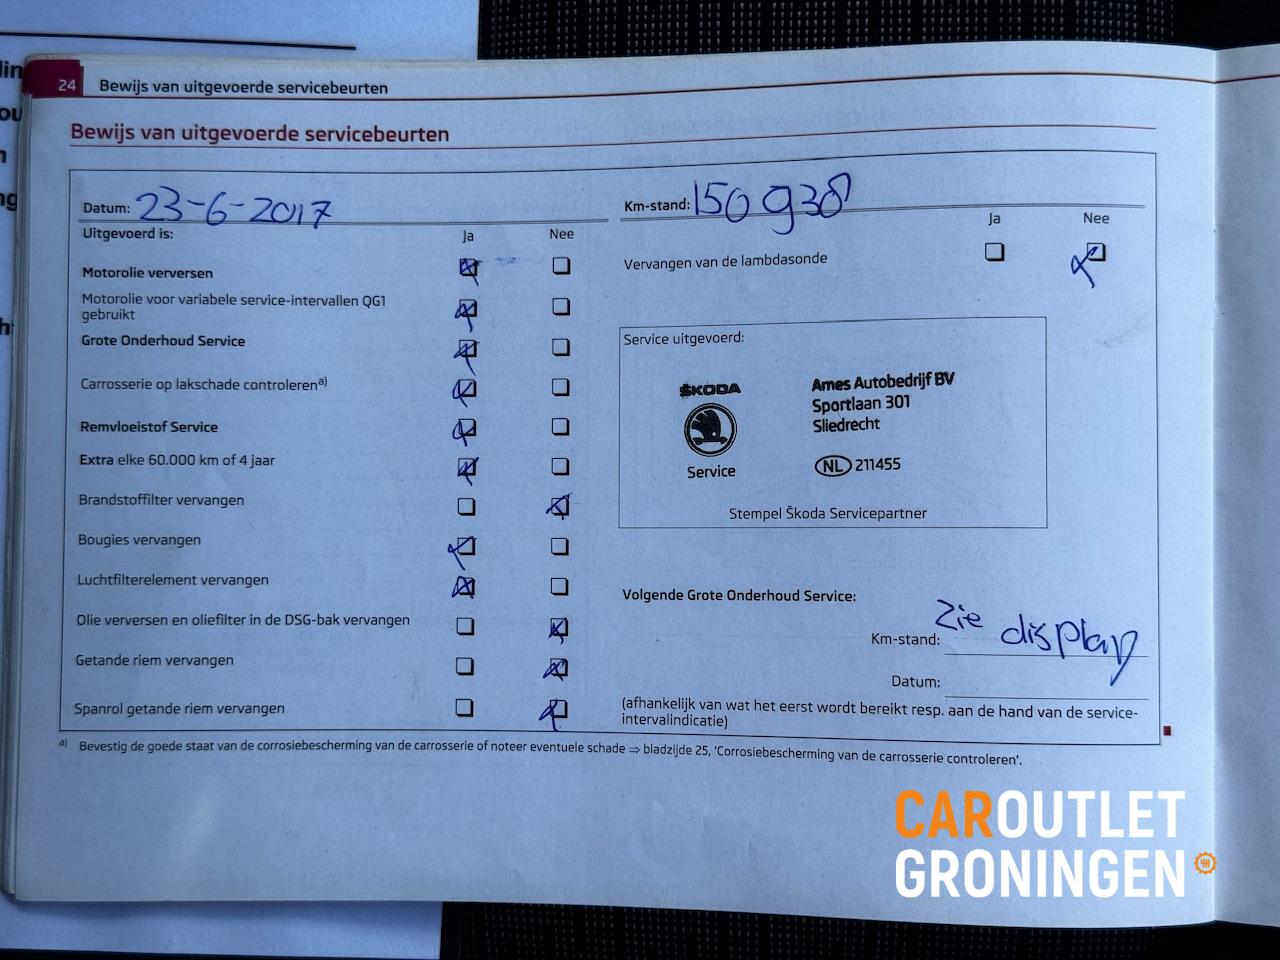 24 Bewijs van uitgevoerde servicebeurten
Bewijs van uitgevoerde servicebeurten
Datum: 23-6-2017
Uitgevoerd is:
Ja Nee
Motorolie verversen
Motorolie voor variabele service-intervallen QG1
gebruikt
Grote Onderhoud Service
Carrosserie op lakschade controleren a)
Remvloeistof Service
Extra elke 60.000 km of 4 jaar
Brandstoffilter vervangen
Bougies vervangen
Luchtfilterelement vervangen
Olie verversen en oliefilter in de DSG-bak vervangen
Getande riem vervangen
Spanrol getande riem vervangen
Km-stand: 150 938
Ja Nee
Vervangen van de lambdasonde
Service uitgevoerd:
ŠKODA
Service
Ames Autobedrijf BV
Sportlaan 301
Sliedrecht
NL 211455
Stempel Škoda Servicepartner
Volgende Grote Onderhoud Service:
Km-stand: Zie display
Datum:
(afhankelijk van wat het eerst wordt bereikt resp. aan de hand van de service-
intervalindicatie)
a) Bevestig de goede staat van de corrosiebescherming van de carrosserie of noteer eventuele schade ⇒ bladzijde 25, 'Corrosiebescherming van de carrosserie controleren'.
CAROUTLET
GRONINGEN